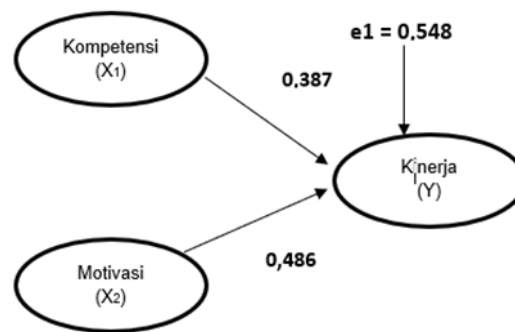 Kompetensi
(X1)
e1 = 0,548
0,387
Kinerja
(Y)
0,486
Motivasi
(X2)